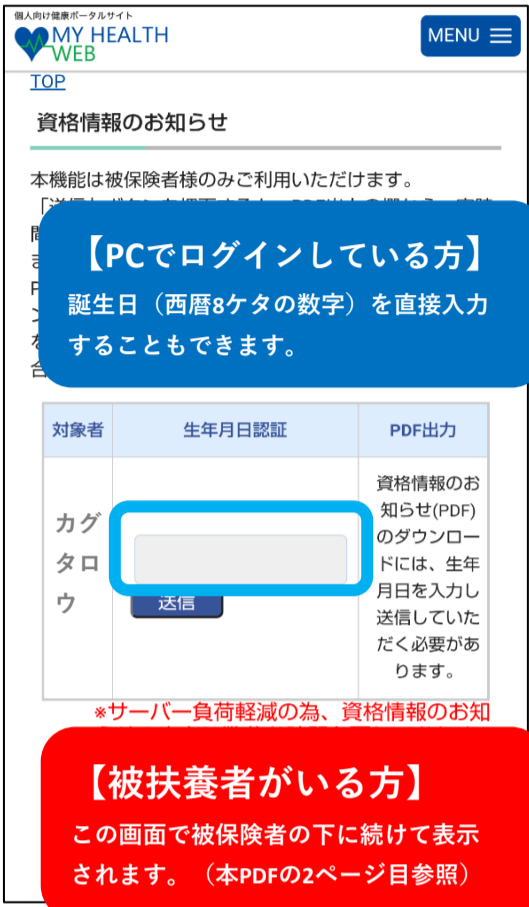 個人向け健康ポータルサイト
MY HEALTH
WEB
MENU
TOP
資格情報のお知らせ
本機能は被保険者様のみご利用いただけます。
【PCでログインしている方】
誕生日（西暦8ケタの数字）を直接入力
することもできます。
対象者
生年月日認証
PDF出力
カグ
タロ
ウ
送信
資格情報のお
知らせ(PDF)
のダウンロー
ドには、生年
月日を入力し
送信していた
だく必要があ
ります。
※サーバー負荷軽減の為、資格情報のお知
【被扶養者がいる方】
この画面で被保険者の下に続けて表示
されます。（本PDFの2ページ目参照）